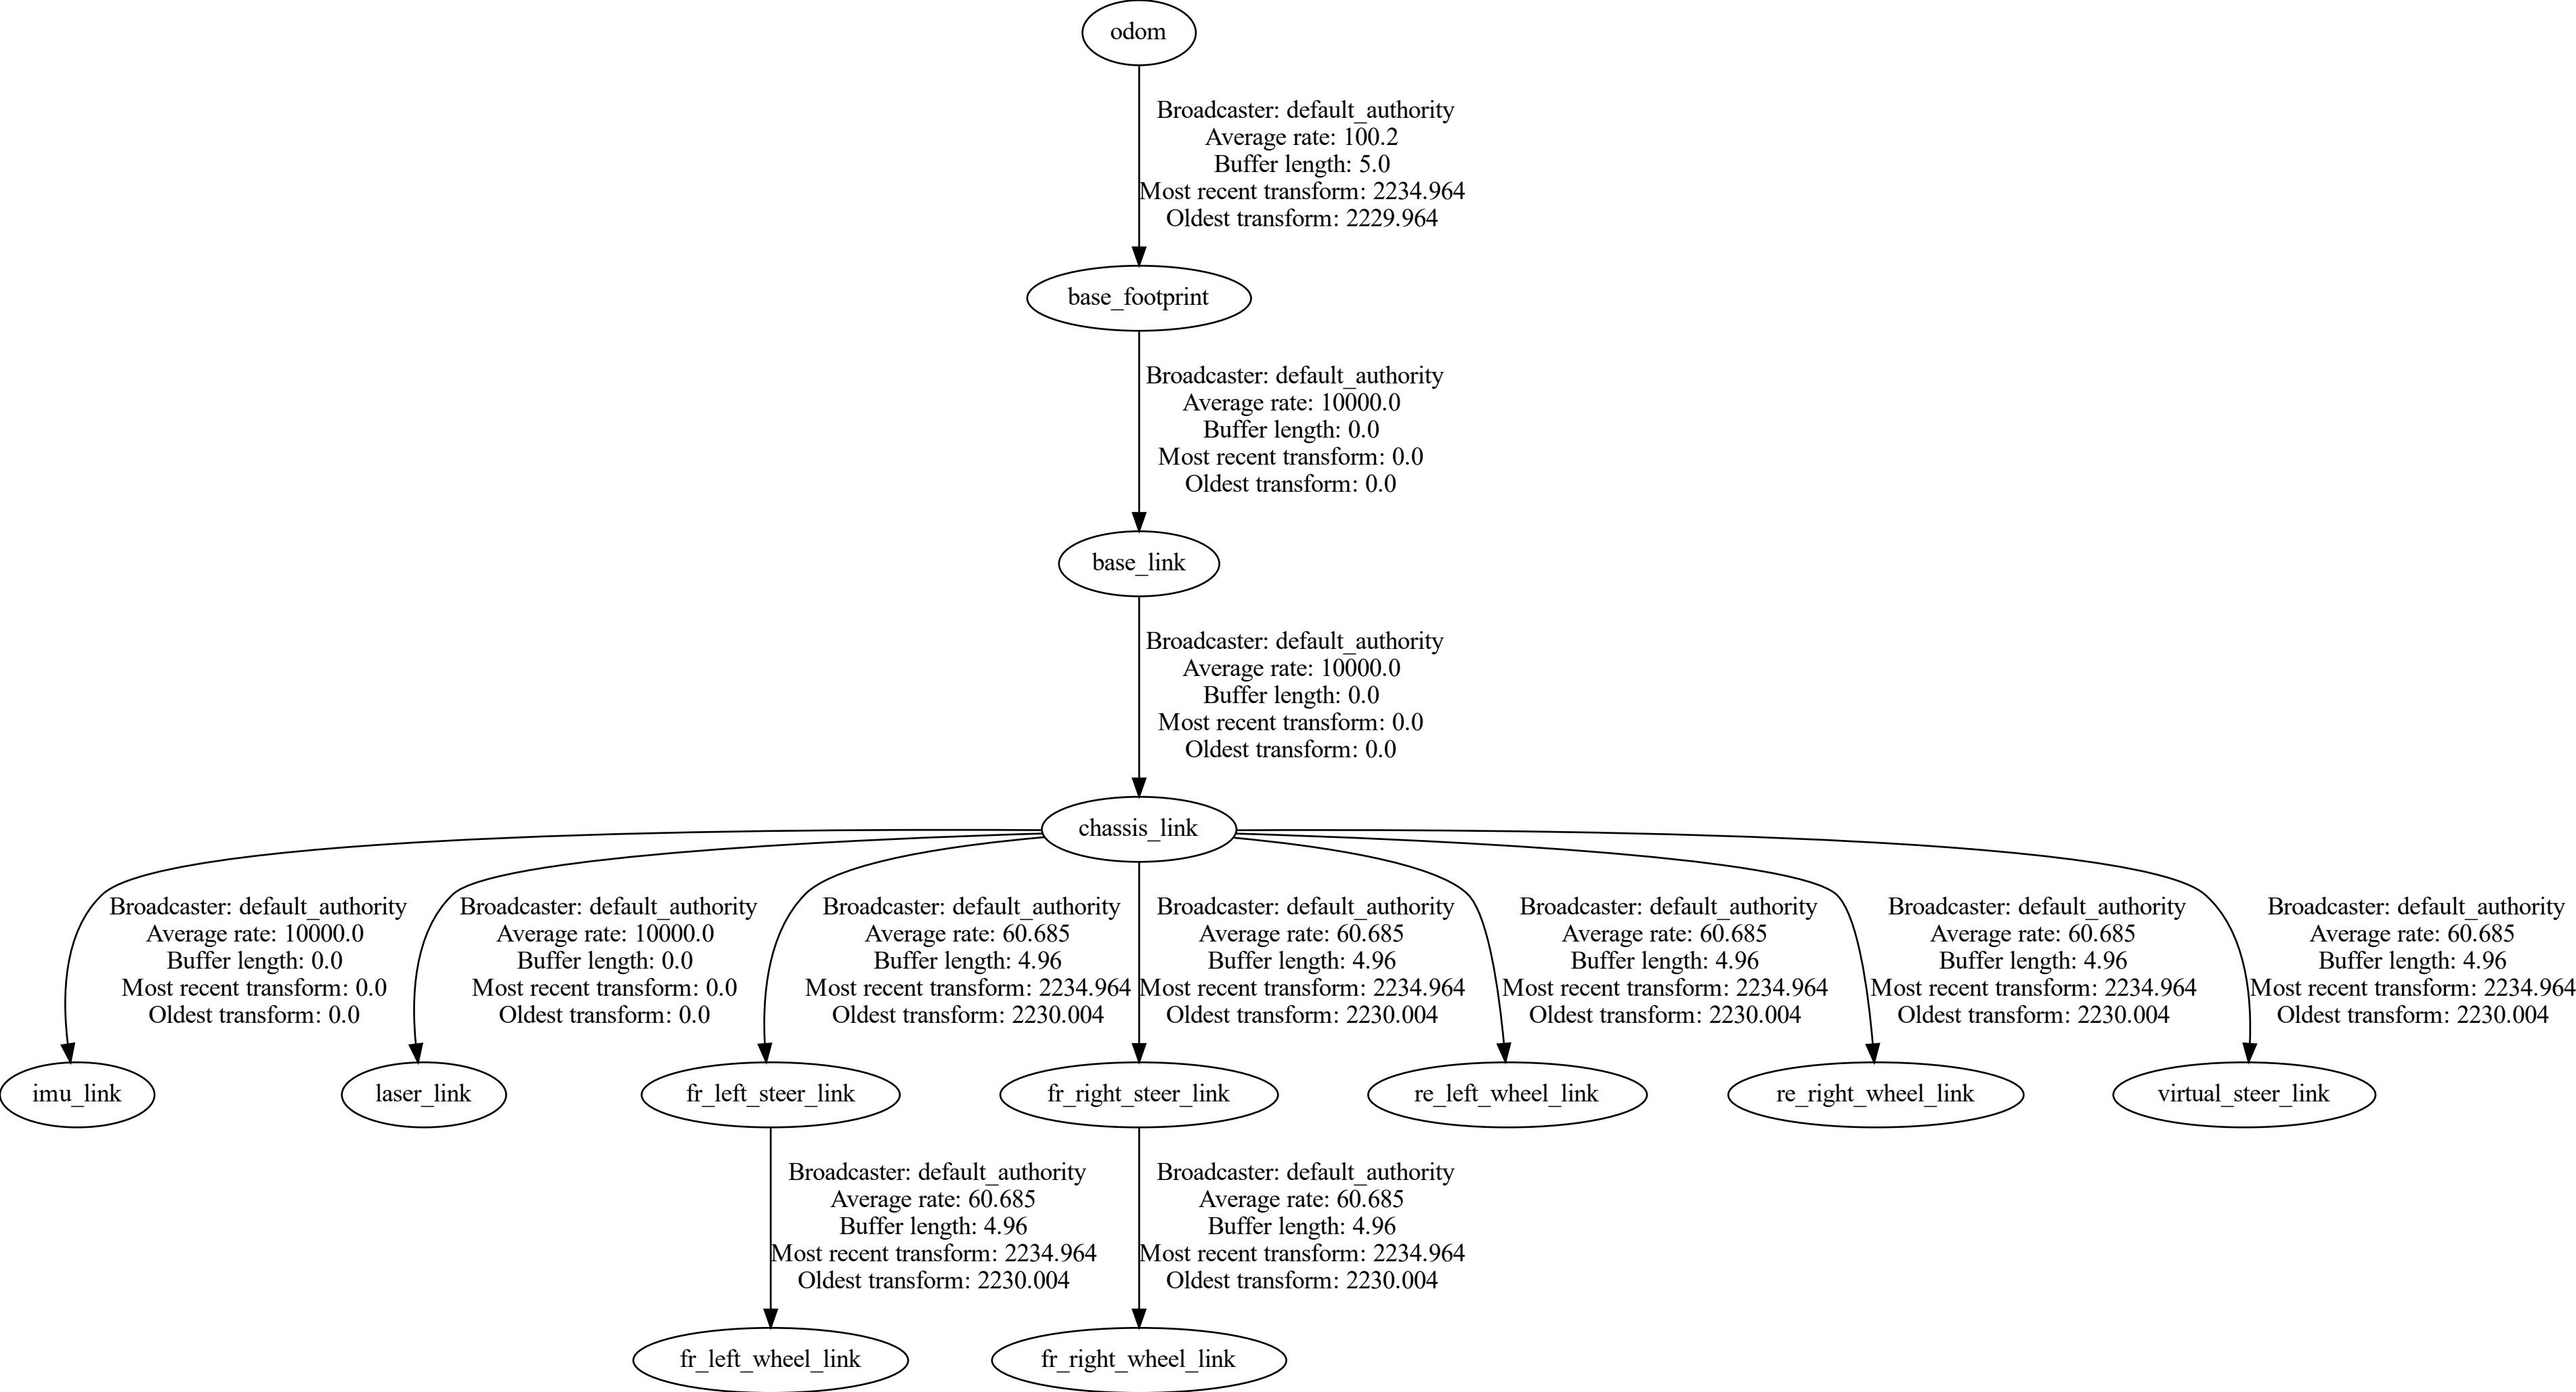 odom
Broadcaster: default_authority
Average rate: 100.2
Buffer length: 5.0
Most recent transform: 2234.964
Oldest transform: 2229.964
base_footprint
Broadcaster: default_authority
Average rate: 10000.0
Buffer length: 0.0
Most recent transform: 0.0
Oldest transform: 0.0
base_link
Broadcaster: default_authority
Average rate: 10000.0
Buffer length: 0.0
Most recent transform: 0.0
Oldest transform: 0.0
chassis_link
Broadcaster: default_authority
Average rate: 10000.0
Buffer length: 0.0
Most recent transform: 0.0
Oldest transform: 0.0
Broadcaster: default_authority
Average rate: 10000.0
Buffer length: 0.0
Most recent transform: 0.0
Oldest transform: 0.0
Broadcaster: default_authority
Average rate: 60.685
Buffer length: 4.96
Most recent transform: 2234.964
Oldest transform: 2230.004
Broadcaster: default_authority
Average rate: 60.685
Buffer length: 4.96
Most recent transform: 2234.964
Oldest transform: 2230.004
Broadcaster: default_authority
Average rate: 60.685
Buffer length: 4.96
Most recent transform: 2234.964
Oldest transform: 2230.004
Broadcaster: default_authority
Average rate: 60.685
Buffer length: 4.96
Most recent transform: 2234.964
Oldest transform: 2230.004
Broadcaster: default_authority
Average rate: 60.685
Buffer length: 4.96
Most recent transform: 2234.964
Oldest transform: 2230.004
imu_link
laser_link
fr_left_steer_link
fr_right_steer_link
re_left_wheel_link
re_right_wheel_link
virtual_steer_link
Broadcaster: default_authority
Average rate: 60.685
Buffer length: 4.96
Most recent transform: 2234.964
Oldest transform: 2230.004
Broadcaster: default_authority
Average rate: 60.685
Buffer length: 4.96
Most recent transform: 2234.964
Oldest transform: 2230.004
fr_left_wheel_link
fr_right_wheel_link